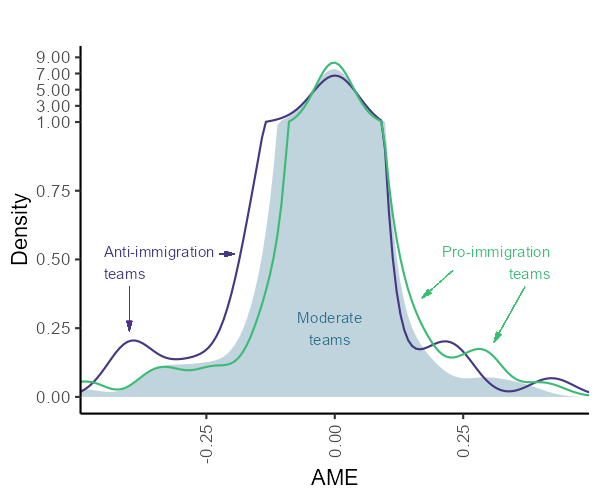 9.00
7.00
5.00
3.00
1.00
0.75
0.50
0.25
0.00
Density
Anti-immigration
teams
Pro-immigration
teams
Moderate
teams
-0.25
0.00
0.25
AME